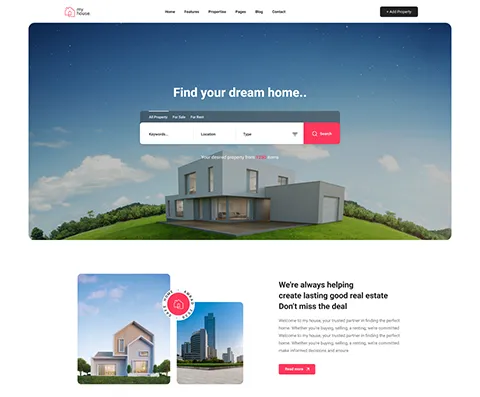 my
house.
Home Features Properties Pages Blog Contact
+ Add Property
Find your dream home..
All Property For Sale For Rent
Keywords... Location Type Search
Your desired property from home
We're always helping
create lasting good real estate
Don't miss the deal
Welcome to my house, your trusted partner in finding the perfect
home. Whether you're buying, selling, a renting, we're committed
Welcome to my house, your trusted partner in finding the perfect
home. Whether you're buying, selling, a renting, we're committed
make informed decisions and ensure
Read more